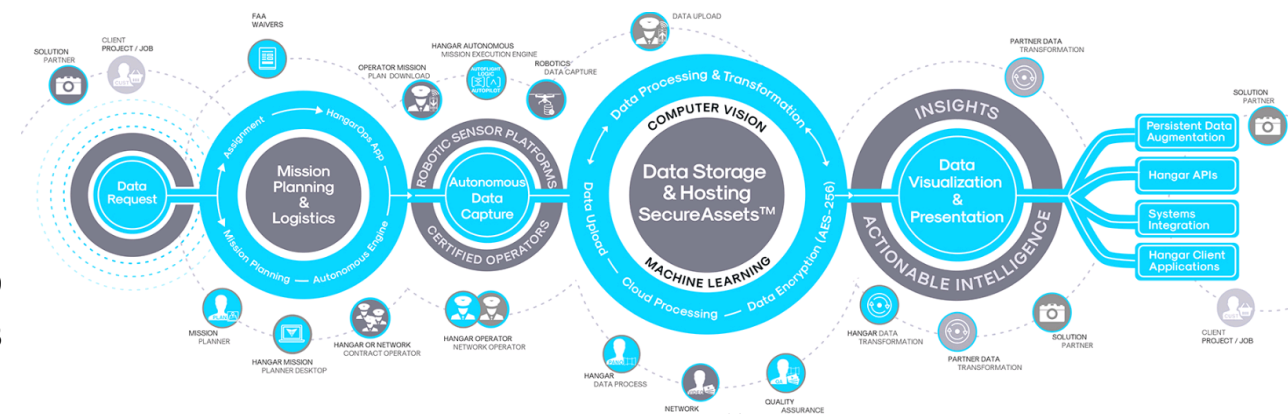 SOLUTION
PARTNER
CLIENT
PROJECT / JOB
Data
Request
FAA
WAIVERS
Assignment
HangarOps App
Mission Planning
Autonomous Engine
Mission
Planning
&
Logistics
MISSION
PLANNER
HANGAR MISSION
PLANNER DESKTOP
HANGAR OR NETWORK
CONTRACT OPERATOR
OPERATOR MISSION
PLAN DOWNLOAD
HANGAR AUTONOMOUS
MISSION EXECUTION ENGINE
AUTOFLIGHT
LOGIC
AUTOPILOT
ROBOTICS
DATA CAPTURE
ROBOTIC SENSOR PLATFORMS
Autonomous
Data
Capture
CERTIFIED OPERATORS
HANGAR OPERATOR
NETWORK OPERATOR
DATA UPLOAD
Data Processing & Transformation
COMPUTER VISION
Data Storage
& Hosting
SecureAssets™
MACHINE LEARNING
Data Upload
Cloud Processing
Data Encryption (AES-256)
HANGAR
DATA PROCESS
NETWORK
QUALITY
ASSURANCE
INSIGHTS
Data
Visualization
&
Presentation
ACTIONABLE INTELLIGENCE
PARTNER DATA
TRANSFORMATION
HANGAR DATA
TRANSFORMATION
PARTNER DATA
TRANSFORMATION
SOLUTION
PARTNER
SOLUTION
PARTNER
Persistent Data
Augmentation
Hangar APIs
Systems
Integration
Hangar Client
Applications
CLIENT
PROJECT / JOB